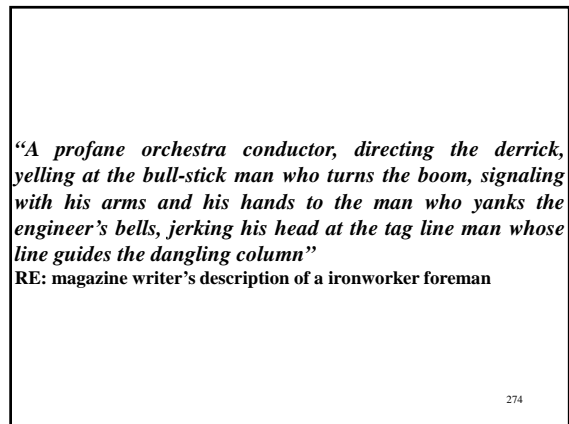 “A profane orchestra conductor, directing the derrick,
yelling at the bull-stick man who turns the boom, signaling
with his arms and his hands to the man who yanks the
engineer’s bells, jerking his head at the tag line man whose
line guides the dangling column”
RE: magazine writer’s description of a ironworker foreman
274